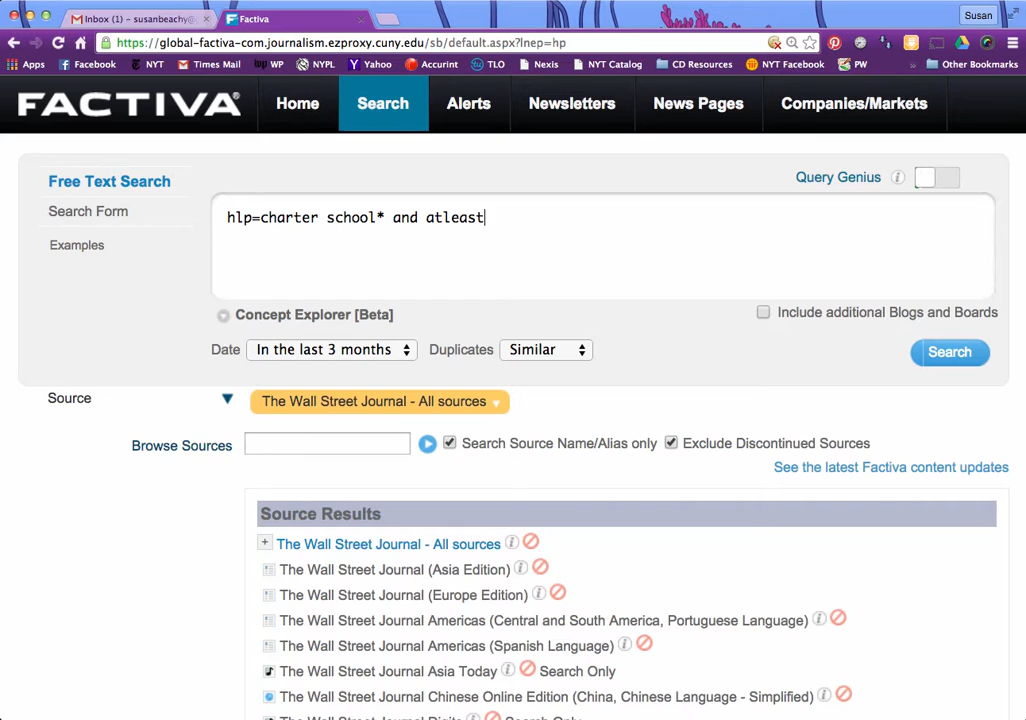 Inbox (1) - susanbeachy@
Factiva
Susan
https://global-factiva-com.journalism.ezproxy.cuny.edu/sb/default.aspx?lnep=hp
Apps Facebook NYT Times Mail WP NYPL Yahoo Accurint TLO Nexis NYT Catalog CD Resources NYT Facebook PW » Other Bookmarks
FACTIVA® Home Search Alerts Newsletters News Pages Companies/Markets
Free Text Search
Query Genius
Search Form
Examples
hlp=charter school* and atleast
Concept Explorer [Beta]
Include additional Blogs and Boards
Date In the last 3 months Duplicates Similar Search
Source The Wall Street Journal - All sources
Browse Sources Search Source Name/Alias only Exclude Discontinued Sources
See the latest Factiva content updates
Source Results
The Wall Street Journal - All sources
The Wall Street Journal (Asia Edition)
The Wall Street Journal (Europe Edition)
The Wall Street Journal Americas (Central and South America, Portuguese Language)
The Wall Street Journal Americas (Spanish Language)
The Wall Street Journal Asia Today Search Only
The Wall Street Journal Chinese Online Edition (China, Chinese Language - Simplified)
The Wall Street Journal Digits Search Only